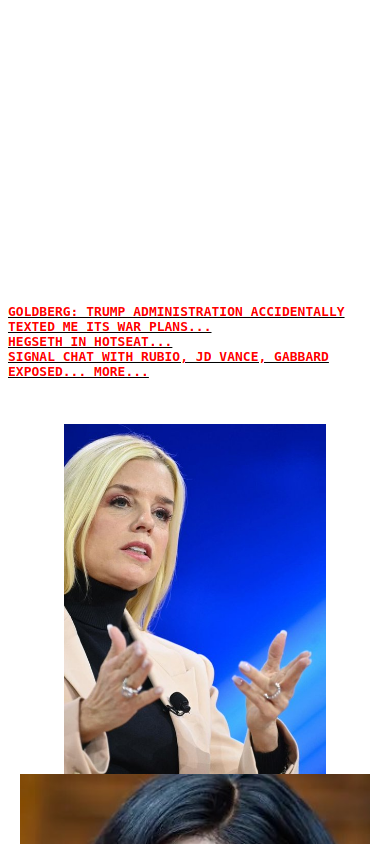 GOLDBERG: TRUMP ADMINISTRATION ACCIDENTALLY
TEXTED ME ITS WAR PLANS...
HEGSETH IN HOTSEAT...
SIGNAL CHAT WITH RUBIO, JD VANCE, GABBARD
EXPOSED... MORE...